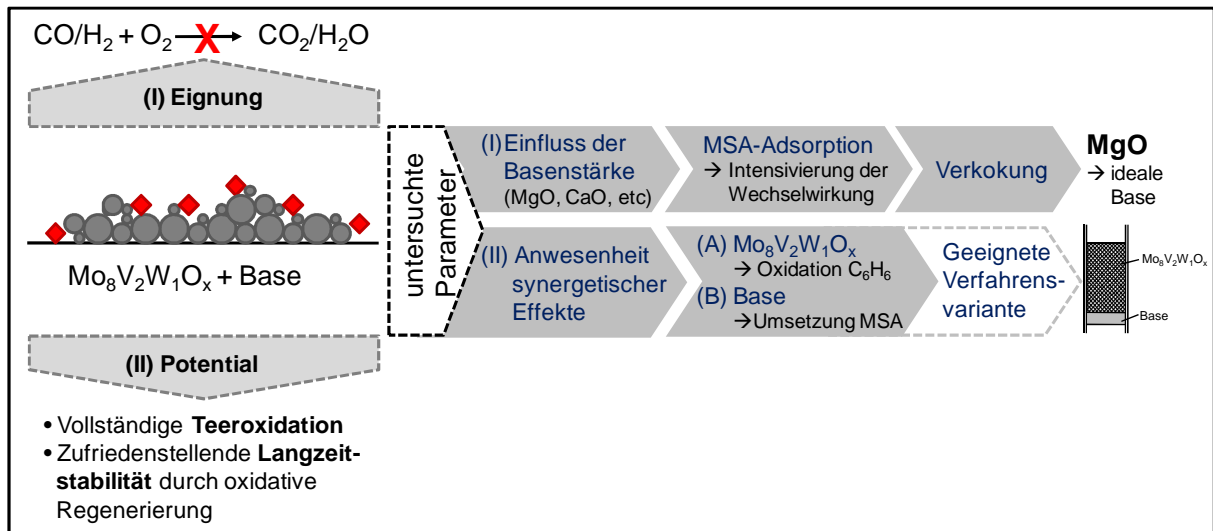 CO/H₂ + O₂ → CO₂/H₂O
X
(I) Eignung
Mo₈V₂W₁Oₓ + Base
(II) Potential
• Vollständige Teeroxidation
• Zufriedenstellende Langzeit-
stabilität durch oxidative
Regenerierung
untersuchte
Parameter
(I) Einfluss der
Basenstärke
(MgO, CaO, etc)
MSA-Adsorption
→ Intensivierung der
Wechselwirkung
Verkokung
MgO
→ ideale
Base
(II) Anwesenheit
synergetischer
Effekte
(A) Mo₈V₂W₁Oₓ
→ Oxidation C₆H₆
(B) Base
→Umsetzung MSA
Geeignete
Verfahrens-
variante
Mo₈V₂W₁Oₓ
Base